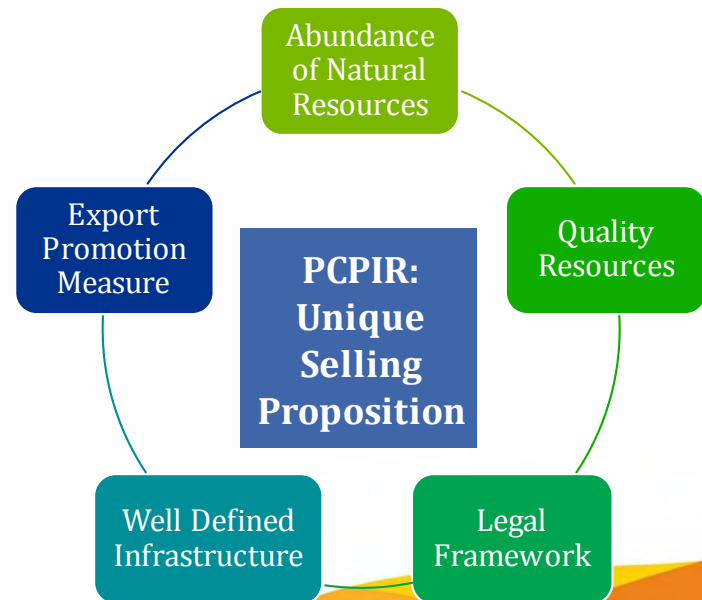 Abundance
of Natural
Resources
Export
Promotion
Measure
Quality
Resources
PCPIR:
Unique
Selling
Proposition
Well Defined
Infrastructure
Legal
Framework